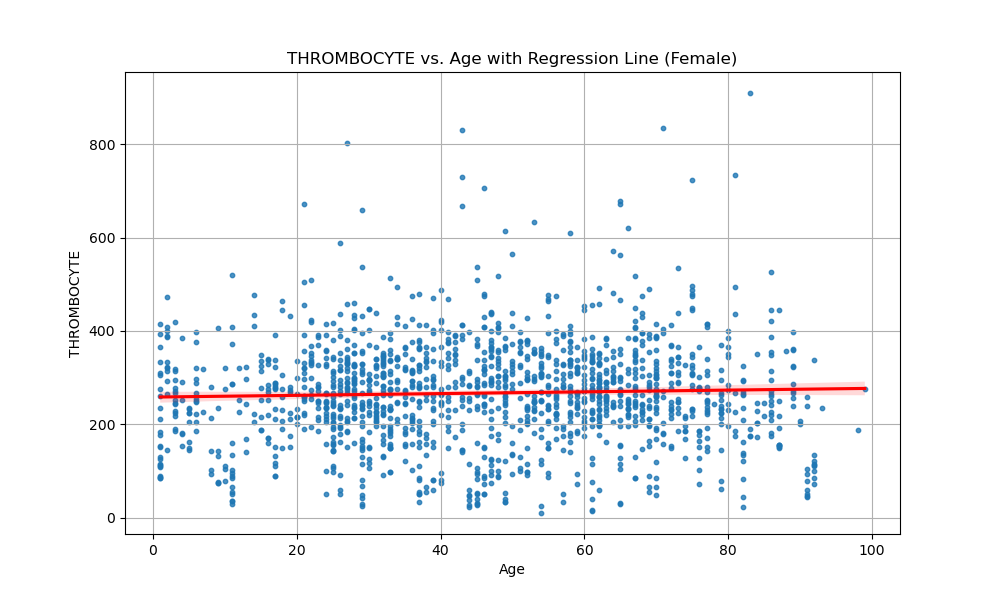 THROMBOCYTE vs. Age with Regression Line (Female)
THROMBOCYTE
800
600
400
200
0
0 20 40 60 80 100
Age